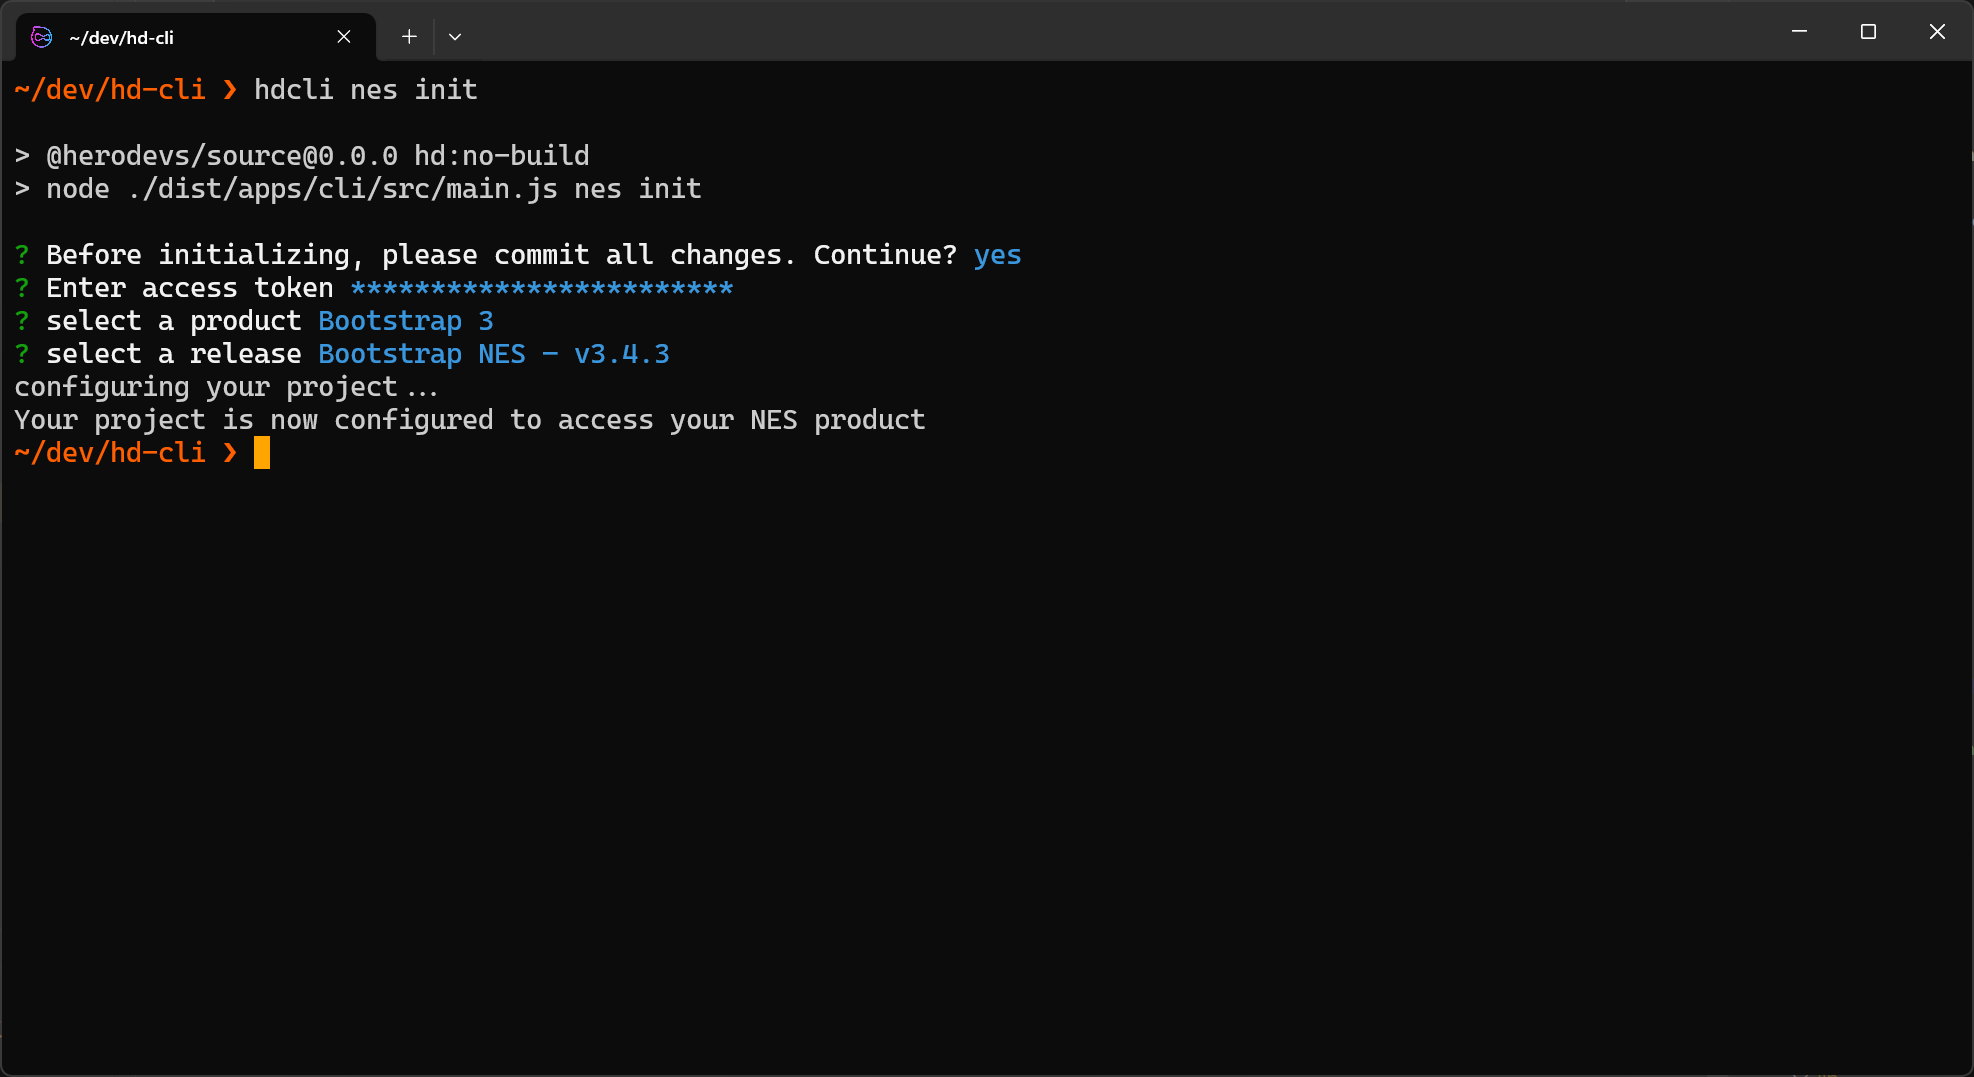 ~/dev/hd-cli
~/dev/hd-cli ❯ hdcli nes init
> @herodevs/source@0.0.0 hd:no-build
> node ./dist/apps/cli/src/main.js nes init
? Before initializing, please commit all changes. Continue? yes
? Enter access token ************************
? select a product Bootstrap 3
? select a release Bootstrap NES - v3.4.3
configuring your project...
Your project is now configured to access your NES product
~/dev/hd-cli ❯